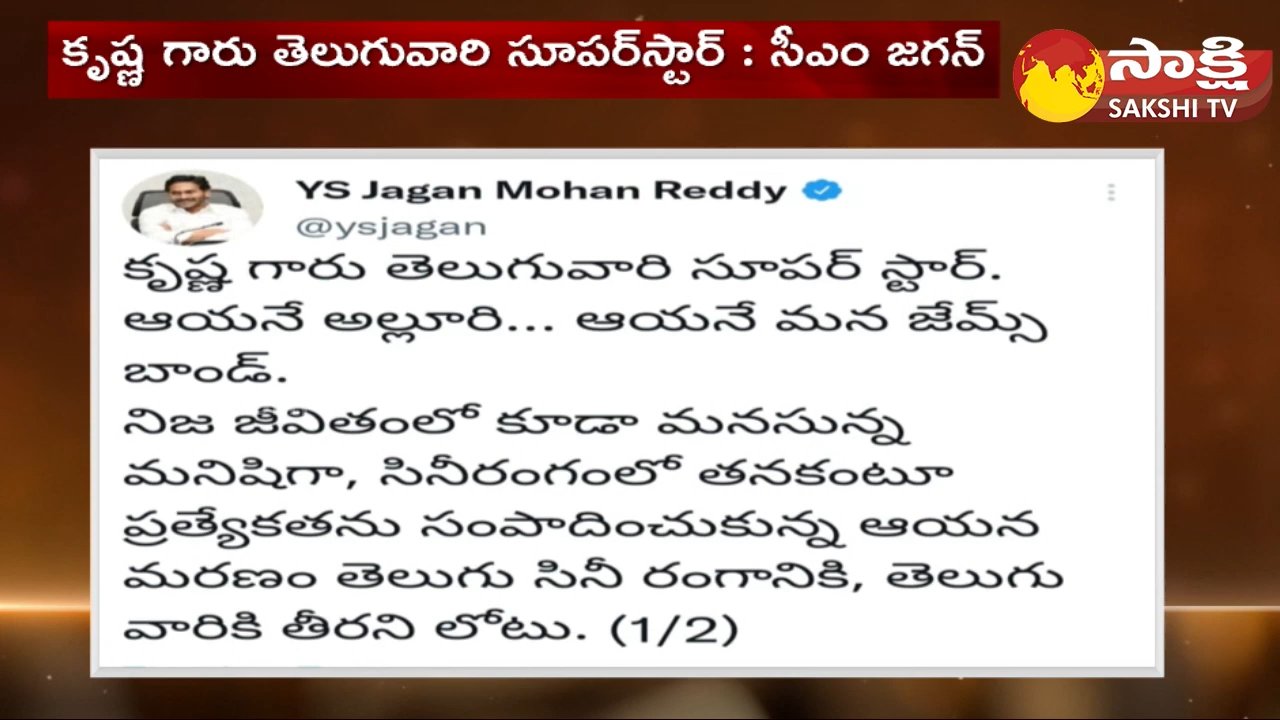 కృష్ణ గారు తెలుగువారి సూపర్‌స్టార్ : సీఎం జగన్
సాక్షి
SAKSHI TV
YS Jagan Mohan Reddy
@ysjagan
కృష్ణ గారు తెలుగువారి సూపర్ స్టార్.
ఆయనే అల్లూరి... ఆయనే మన జేమ్స్
బాండ్.
నిజ జీవితంలో కూడా మనసున్న
మనిషిగా, సినీరంగంలో తనకంటూ
ప్రత్యేకతను సంపాదించుకున్న ఆయన
మరణం తెలుగు సినీ రంగానికి, తెలుగు
వారికి తీరని లోటు. (1/2)